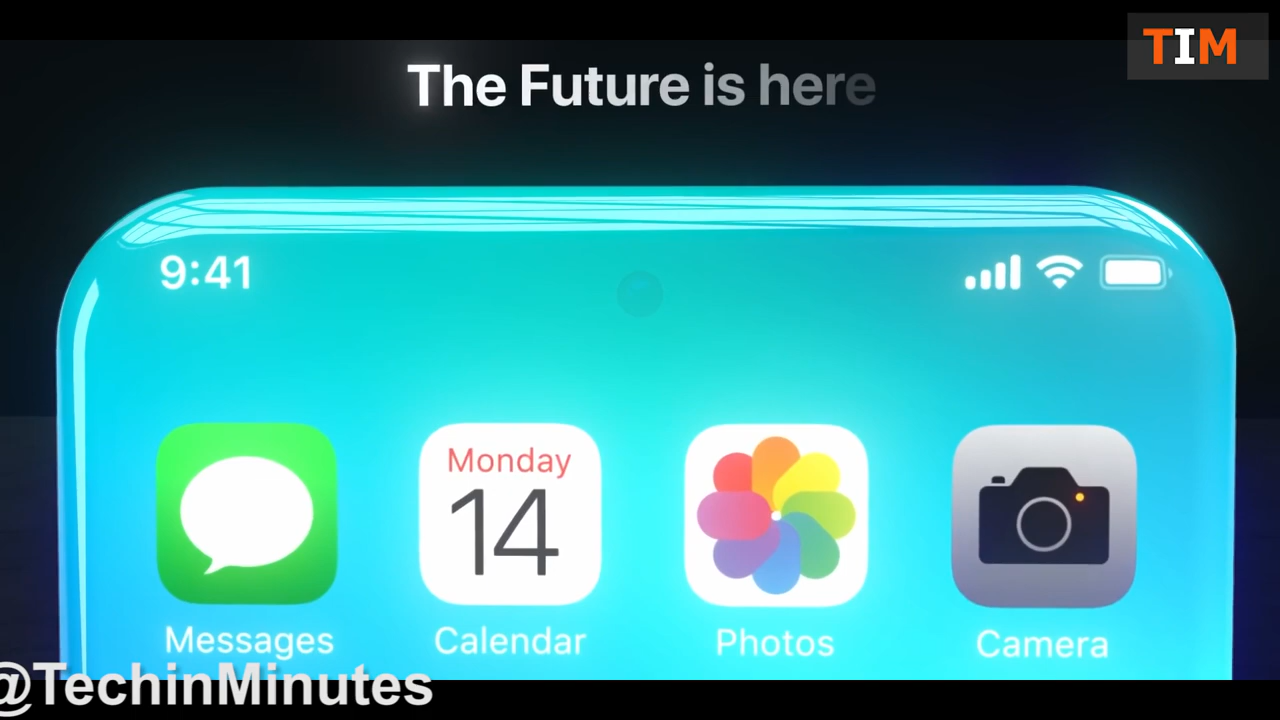 TIM
The Future is here
9:41
Monday
14
Messages Calendar Photos Camera
@TechinMinutes